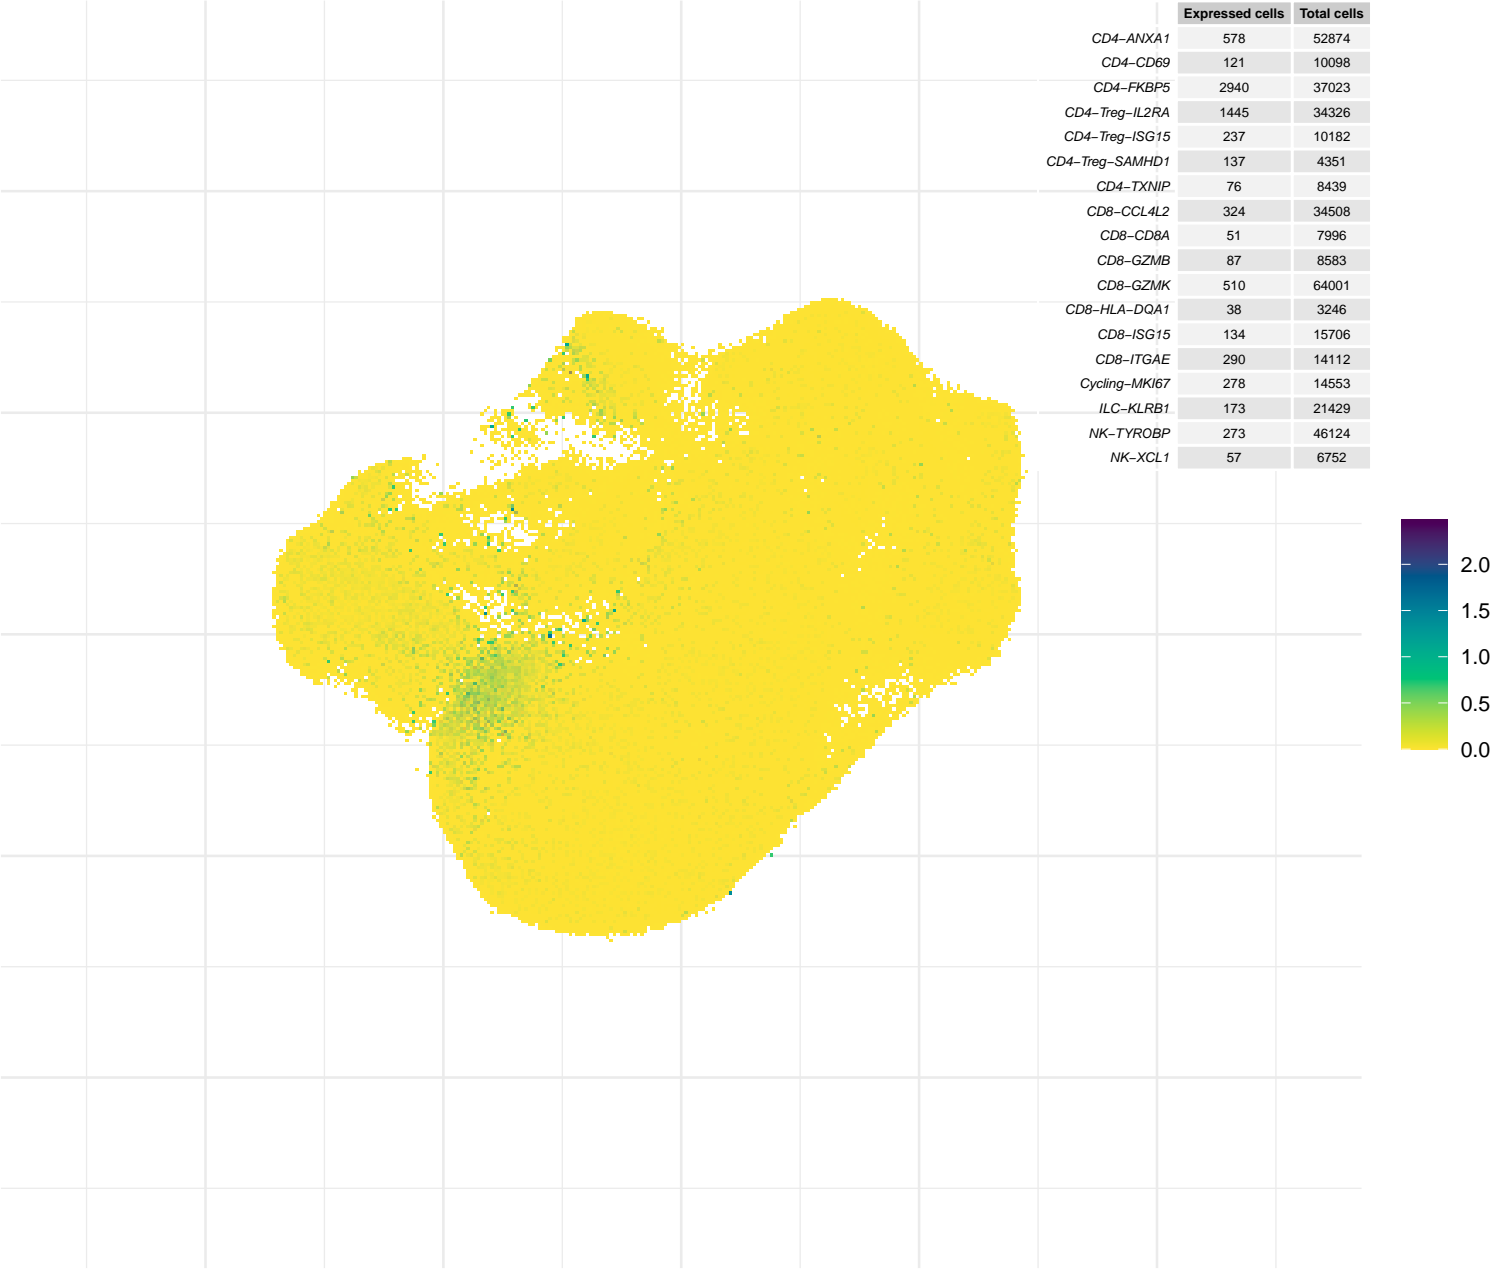 Expressed cells Total cells
CD4−ANXA1 578 52874
CD4−CD69 121 10098
CD4−FKBP5 2940 37023
CD4−Treg−IL2RA 1445 34326
CD4−Treg−ISG15 237 10182
CD4−Treg−SAMHD1 137 4351
CD4−TXNIP 76 8439
CD8−CCL4L2 324 34508
CD8−CD8A 51 7996
CD8−GZMB 87 8583
CD8−GZMK 510 64001
CD8−HLA−DQA1 38 3246
CD8−ISG15 134 15706
CD8−ITGAE 290 14112
Cycling−MKI67 278 14553
ILC−KLRB1 173 21429
NK−TYROBP 273 46124
NK−XCL1 57 6752
2.0
1.5
1.0
0.5
0.0